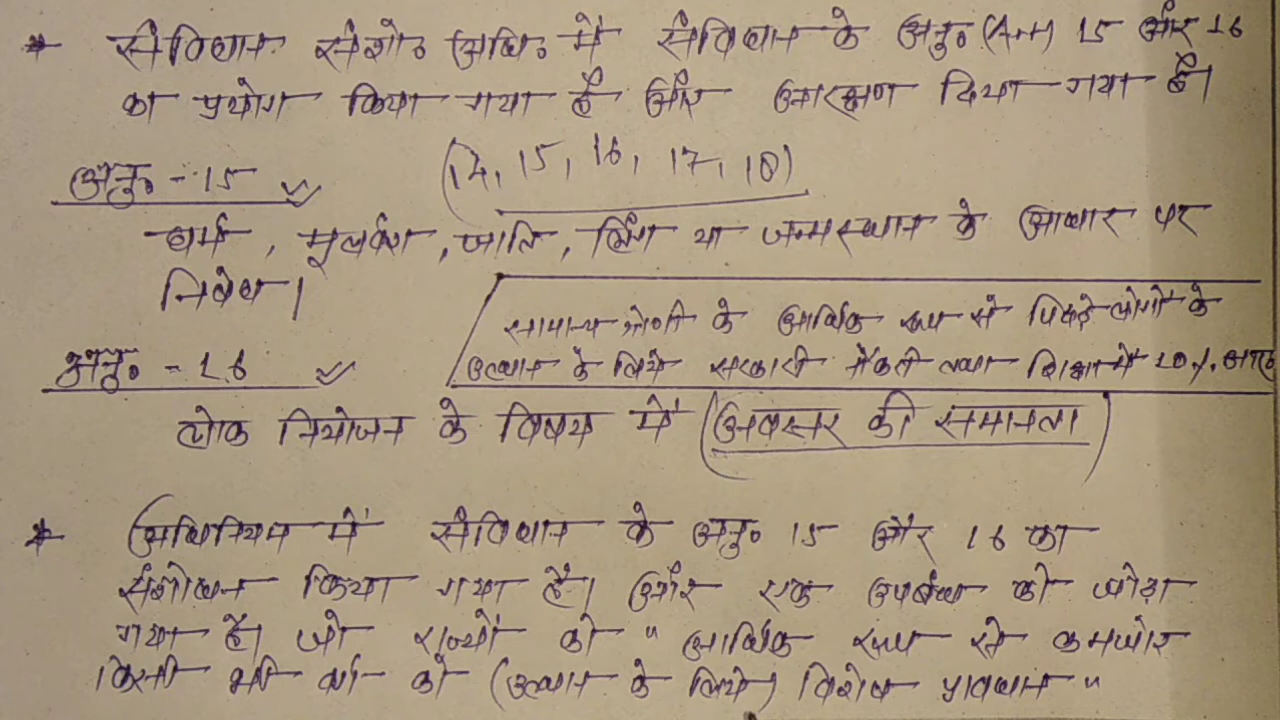 * संविधान संशो० अधि० में संविधान के अनु० (Art) 15 और 16
का प्रयोग किया गया है और आरक्षण दिया गया है।
अनु० - 15 (14, 15, 16, 17, 18)
धर्म, मूलवंश, जाति, लिंग या जन्मस्थान के आधार पर
निषेध।
सामान्य श्रेणी के आर्थिक रूप से पिछड़े लोगों के
उत्थान के लिये सरकारी नौकरी तथा शिक्षा में 10%
अनु० - 16
लोक नियोजन के विषय में (अवसर की समानता)
* अधिनियम में संविधान के अनु० 15 और 16 का
संशोधन किया गया है। और एक उपबंध को जोड़ा
गया है। जो राज्यों को "आर्थिक रूप से कमजोर
किसी भी वर्ग को (उत्थान के लिये) विशेष प्रावधान"